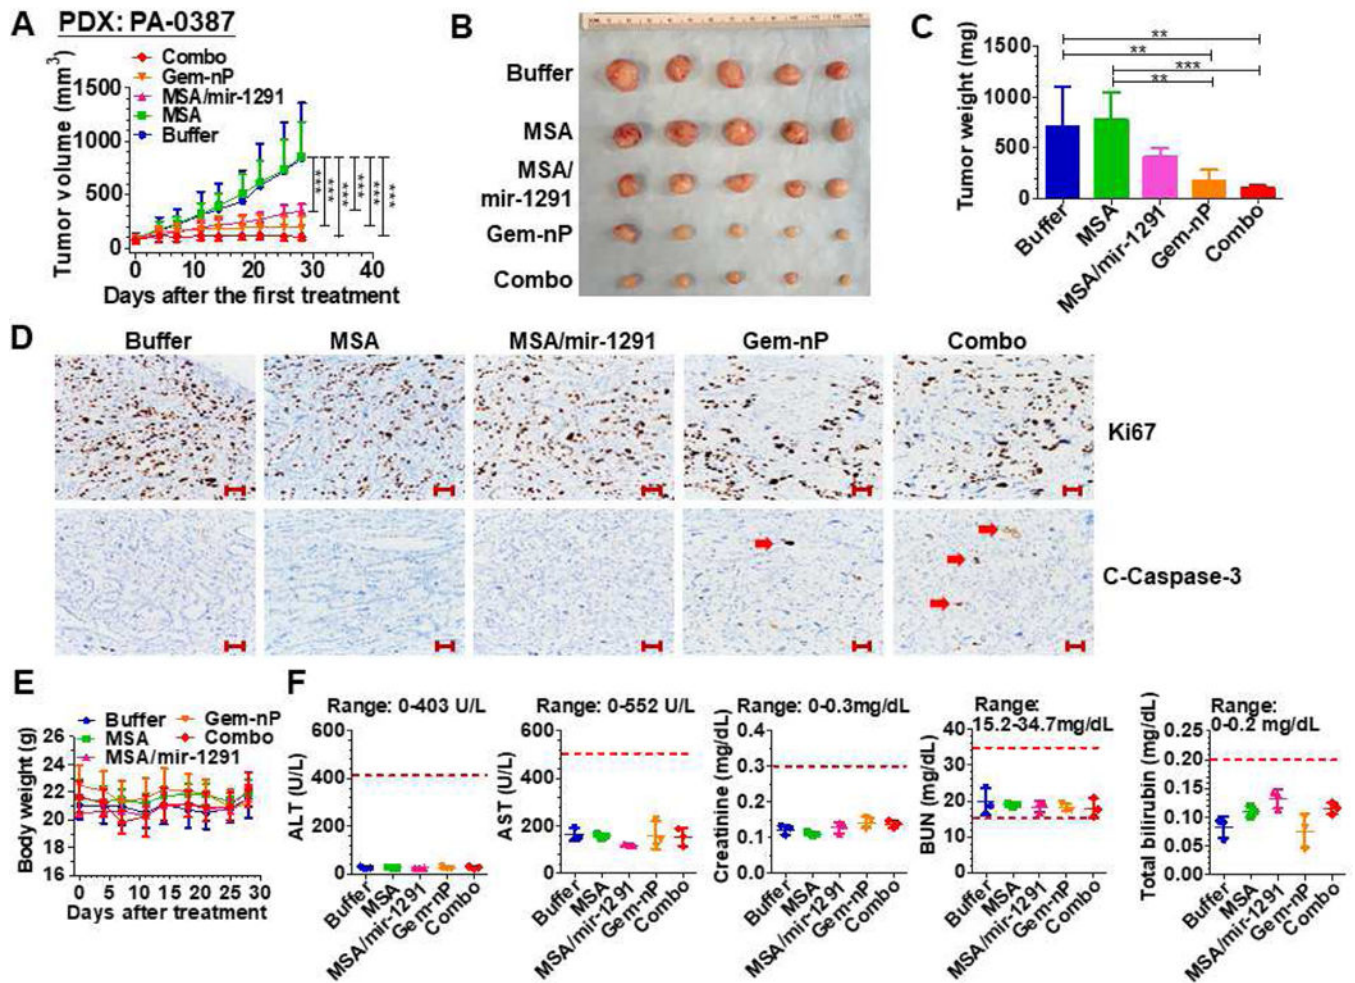 A PDX: PA-0387
Combo
Gem-nP
MSA/mir-1291
MSA
Buffer
Tumor volume (mm3)
1500
1000
500
0
0 10 20 30 40
Days after the first treatment
***
***
***
***
***
***
B
Buffer
MSA
MSA/
mir-1291
Gem-nP
Combo
C
Tumor weight (mg)
1500
1000
500
0
**
**
***
**
Buffer
MSA
MSA/mir-1291
Gem-nP
Combo
D
Buffer MSA MSA/mir-1291 Gem-nP Combo
Ki67
C-Caspase-3
E
Buffer Gem-nP
MSA Combo
MSA/mir-1291
Body weight (g)
26
24
22
20
18
16
0 5 10 15 20 25 30
Days after treatment
F
Range: 0-403 U/L
ALT (U/L)
600
400
200
0
Buffer
MSA
MSA/mir-1291
Gem-nP
Combo
Range: 0-552 U/L
AST (U/L)
600
400
200
0
Buffer
MSA
MSA/mir-1291
Gem-nP
Combo
Range: 0-0.3mg/dL
Creatinine (mg/dL)
0.4
0.3
0.2
0.1
0.0
Buffer
MSA
MSA/mir-1291
Gem-nP
Combo
Range:
15.2-34.7mg/dL
BUN (mg/dL)
40
30
20
10
0
Buffer
MSA
MSA/mir-1291
Gem-nP
Combo
Range:
0-0.2 mg/dL
Total bilirubin (mg/dL)
0.25
0.20
0.15
0.10
0.05
0.00
Buffer
MSA
MSA/mir-1291
Gem-nP
Combo